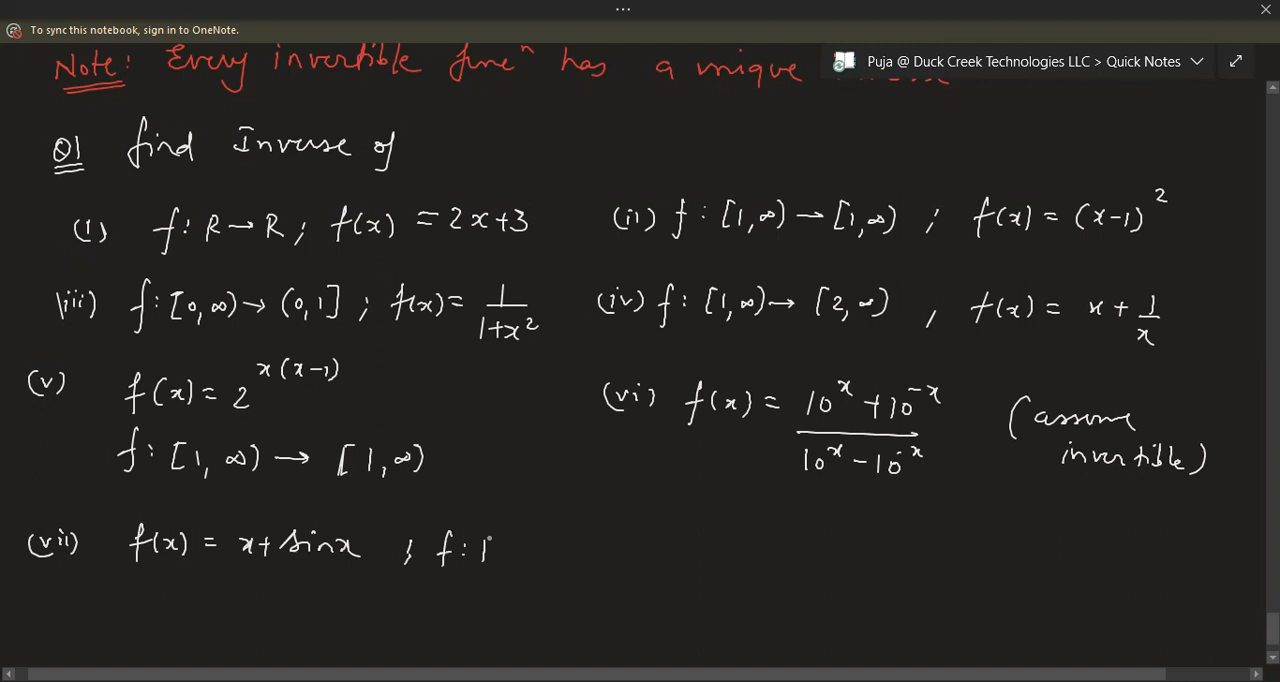 To sync this notebook, sign in to OneNote.
Puja @ Duck Creek Technologies LLC > Quick Notes
Note: Every invertible funcⁿ has a unique
Q1 find Inverse of
(i) f: R→R; f(x) = 2x+3
(ii) f: [1,∞) → [1,∞) ; f(x) = (x-1)²
(iii) f: [0,∞) → (0,1] ; f(x) = 1/(1+x²)
(iv) f: [1,∞) → [2,∞) , f(x) = x + 1/x
(v) f(x) = 2^(x(x-1))
f: [1,∞) → [1,∞)
(vi) f(x) = (10^x + 10^-x)/(10^x - 10^-x) (assume
invertible)
(vii) f(x) = x + sinx ; f: